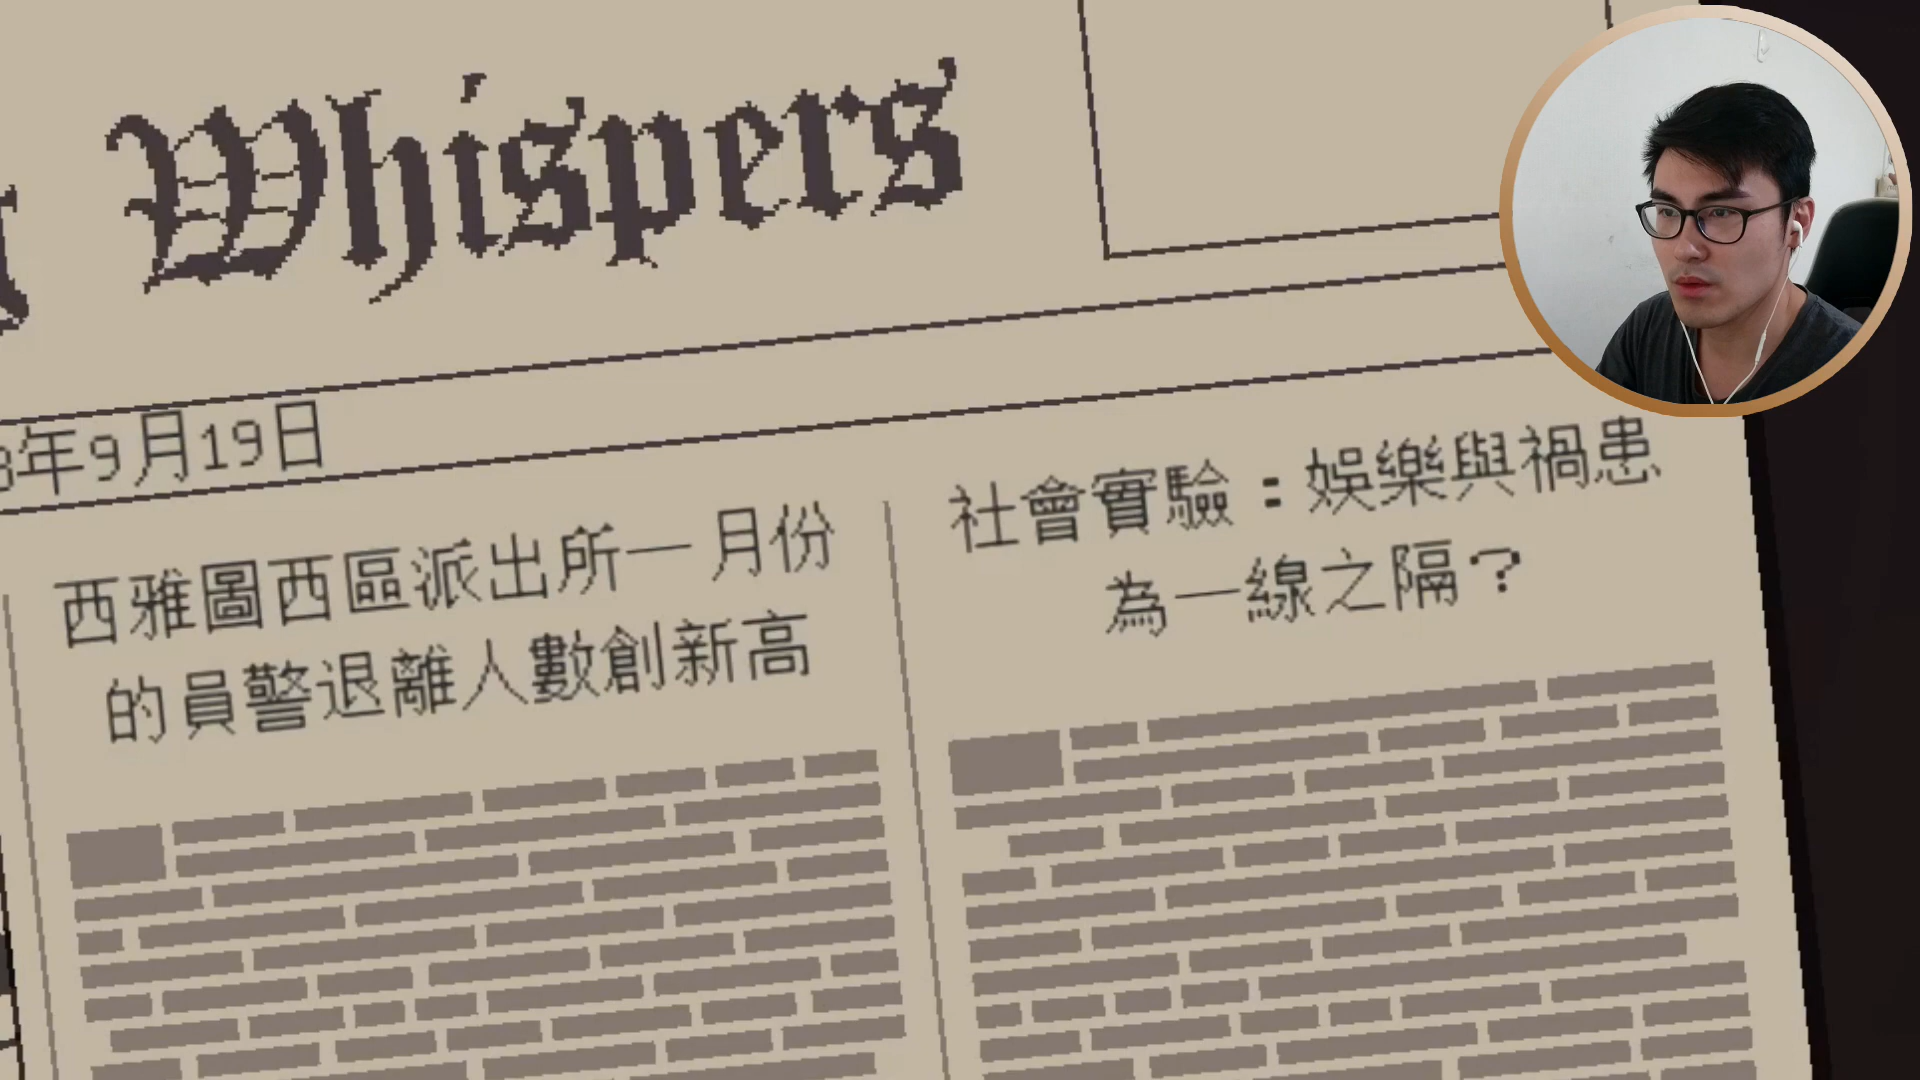 Whispers
年9月19日
西雅圖西區派出所一月份
的員警退離人數創新高
社會實驗：娛樂與禍患
為一線之隔？